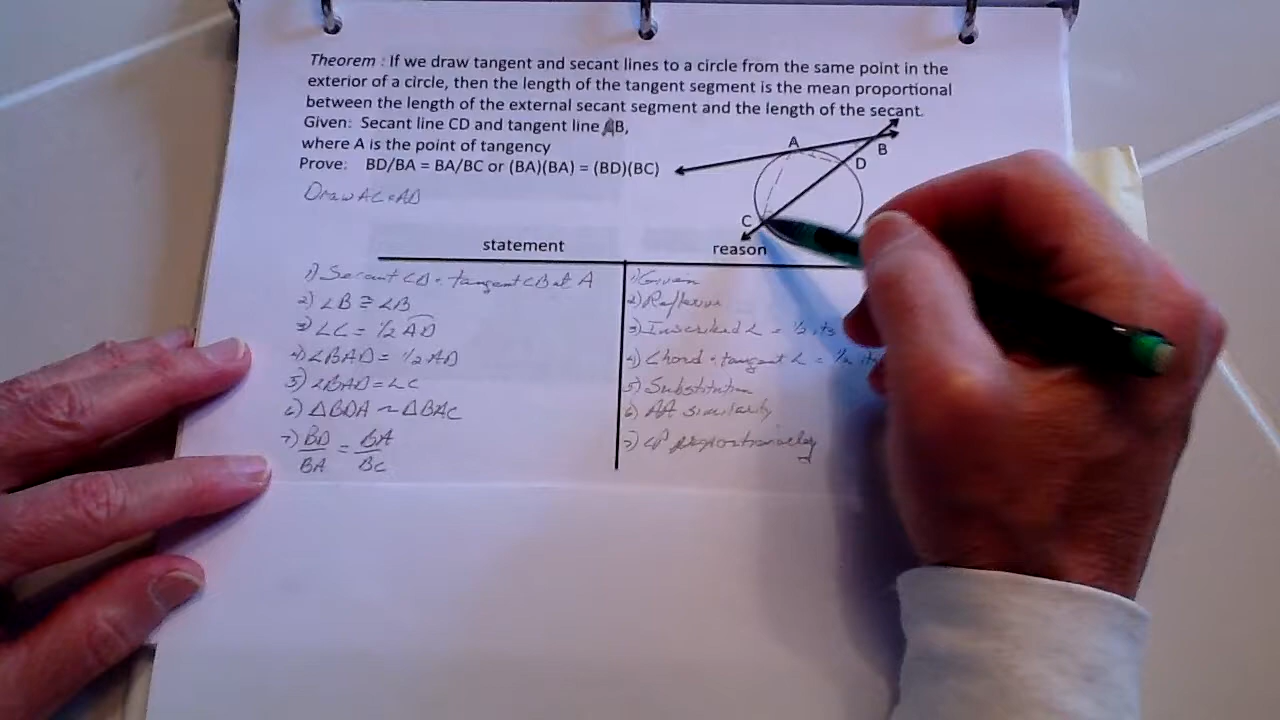 Theorem : If we draw tangent and secant lines to a circle from the same point in the
exterior of a circle, then the length of the tangent segment is the mean proportional
between the length of the external secant segment and the length of the secant.
Given: Secant line CD and tangent line AB,
where A is the point of tangency
Prove: BD/BA = BA/BC or (BA)(BA) = (BD)(BC)
Draw AC + AD
A
B
D
C
statement
reason
1) Secant CD + tangent B at A
1) Given
2) ∠B ≅ ∠B
2) Reflexive
3) ∠C = 1/2 AD
3) Inscribed ∠ = 1/2 its
4) ∠BAD = 1/2 AD
4) Chord + tangent ∠ = 1/2 its
5) ∠BAD = ∠C
5) Substitution
6) △BDA ~ △BAC
6) AA similarity
7) BD/BA = BA/BC
7)